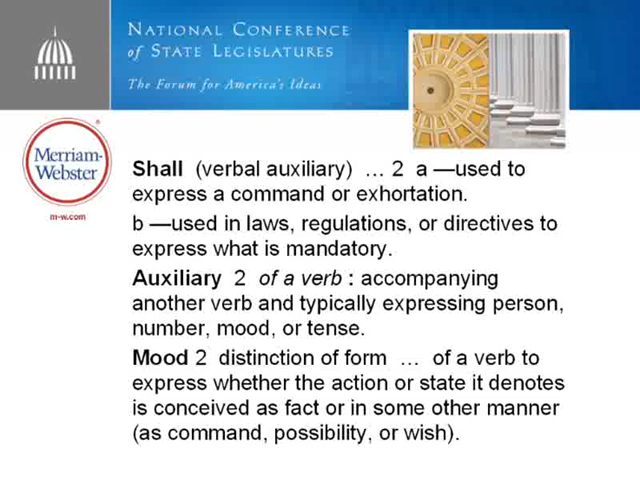 NATIONAL CONFERENCE
of STATE LEGISLATURES
The Forum for America's Ideas
Merriam-
Webster
®
m-w.com
Shall (verbal auxiliary) … 2 a —used to
express a command or exhortation.
b —used in laws, regulations, or directives to
express what is mandatory.
Auxiliary 2 of a verb : accompanying
another verb and typically expressing person,
number, mood, or tense.
Mood 2 distinction of form … of a verb to
express whether the action or state it denotes
is conceived as fact or in some other manner
(as command, possibility, or wish).